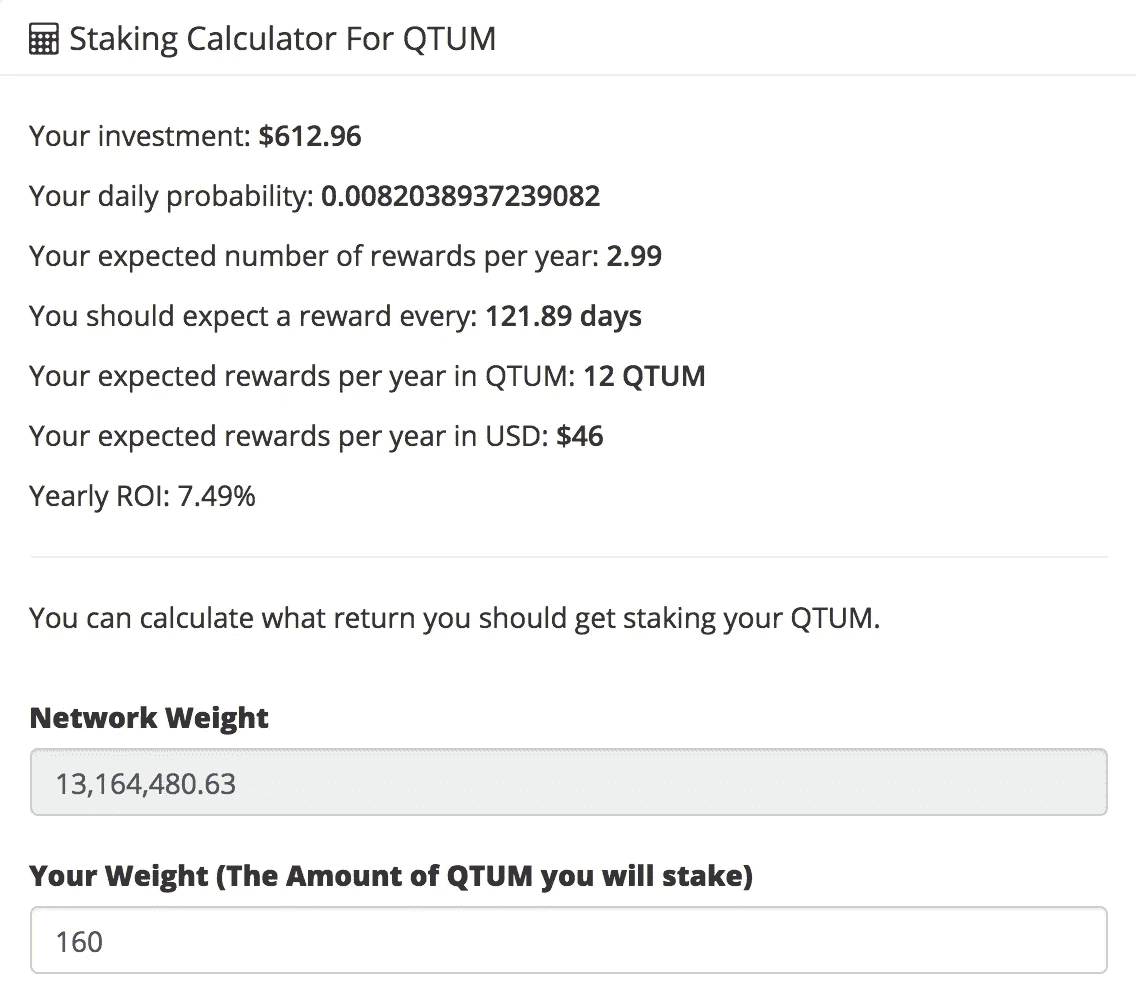 Staking Calculator For QTUM
Your investment: $612.96
Your daily probability: 0.0082038937239082
Your expected number of rewards per year: 2.99
You should expect a reward every: 121.89 days
Your expected rewards per year in QTUM: 12 QTUM
Your expected rewards per year in USD: $46
Yearly ROI: 7.49%
You can calculate what return you should get staking your QTUM.
Network Weight
13,164,480.63
Your Weight (The Amount of QTUM you will stake)
160